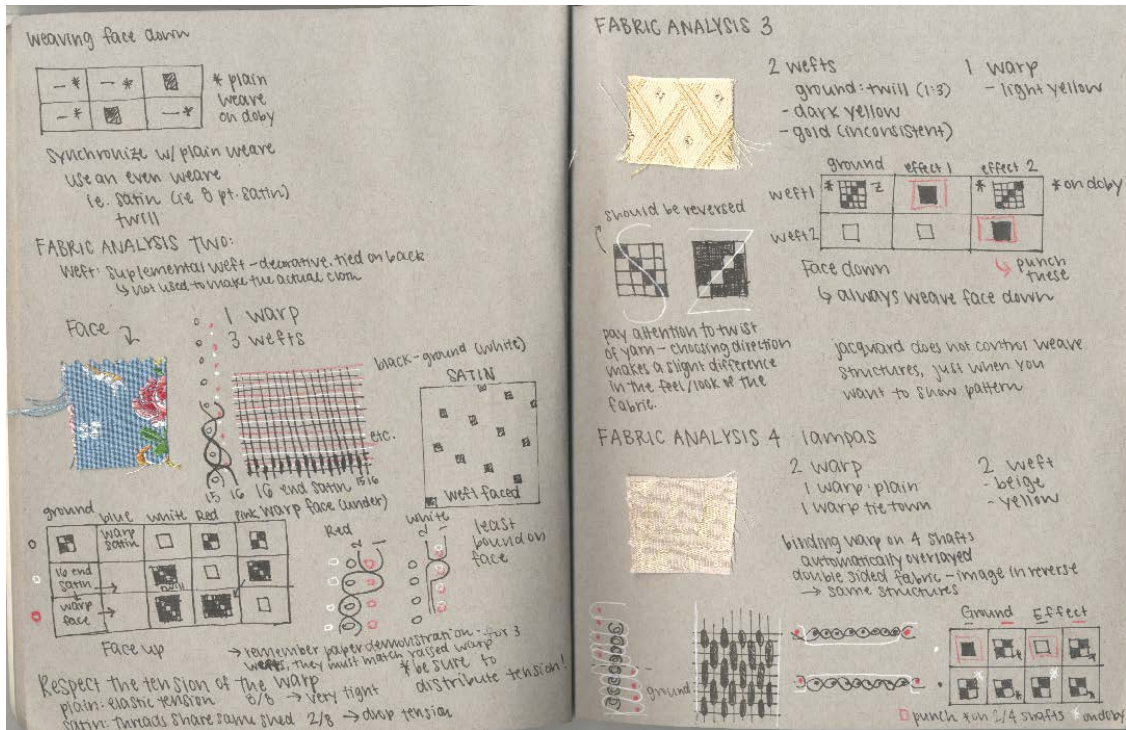 weaving face down
* plain
weave
on doby
synchronize w/ plain weave
use an even weave
ie. satin (ie 8 pt. satin)
twill
FABRIC ANALYSIS TWO:
weft: suplemental weft - decorative, tied on back
↳ not used to make the actual cloth
Face
1 warp
3 wefts
black-ground (white)
SATIN
etc.
15 16 16 end satin 15 16
weft faced
ground blue white Red pink warp face (under)
warp
satin
16 end
satin →
twill
warp →
face
Face up
Red
2 1
white
2 1
least
bound on
face
→ remember paper demonstration - for 3
wefts, they must match raised warp
* be sure to
distribute tension!
Respect the tension of the warp
plain: elastic tension 8/8 → very tight
satin: threads share same shed 2/8 → drop tension
FABRIC ANALYSIS 3
2 wefts
ground: twill (1:3)
- dark yellow
- gold (inconsistent)
1 warp
- light yellow
ground effect 1 effect 2
weft1 * Z * * on doby
weft2
should be reversed
S Z
Face down
↳ always weave face down
↳ punch
these
pay attention to twist
of yarn - choosing direction
makes a slight difference
in the feel/look of the
fabric.
jacquard does not control weave
structures, just when you
want to show pattern
FABRIC ANALYSIS 4 lampas
2 warp
1 warp · plain
1 warp tie town
2 weft
- beige
- yellow
binding warp on 4 shafts
automatically overlayed
double sided fabric - image in reverse
→ same structures
ground
Ground Effect
punch * on 2/4 shafts * on doby